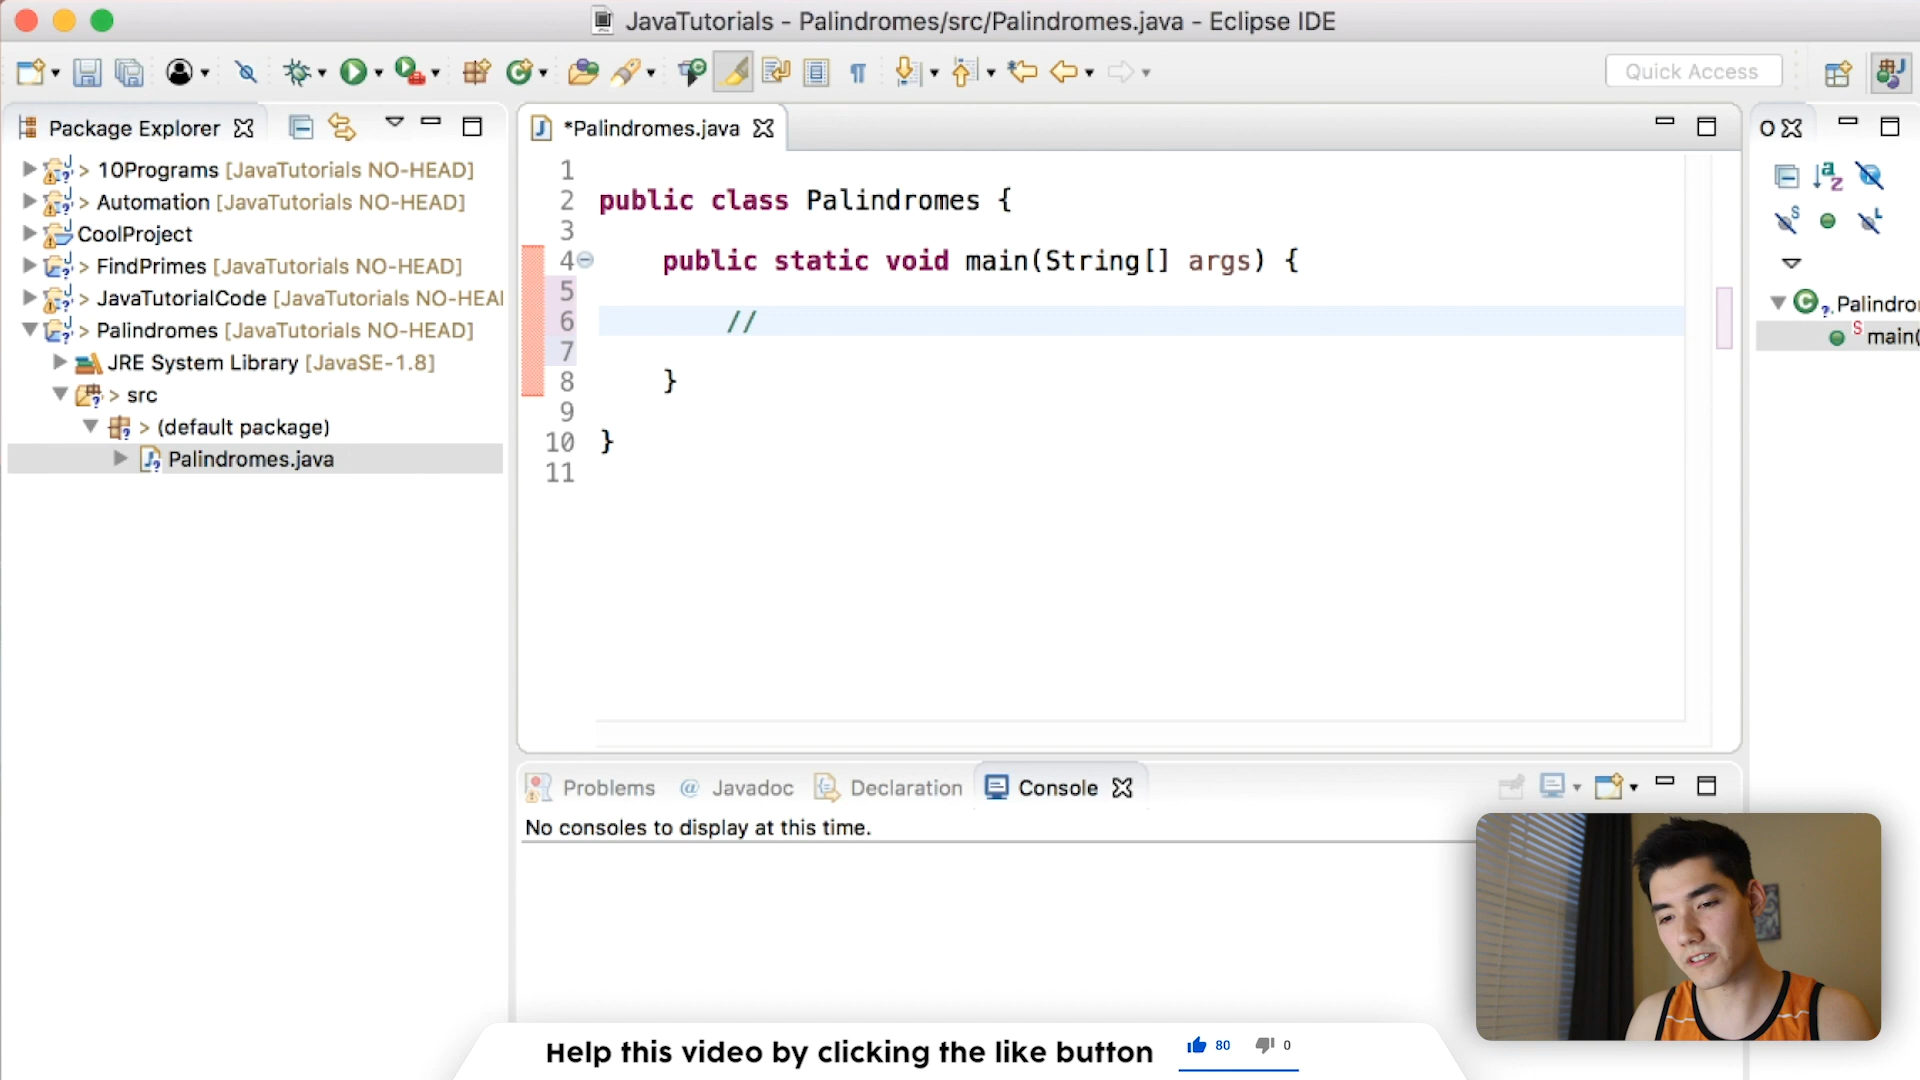 JavaTutorials - Palindromes/src/Palindromes.java - Eclipse IDE
Quick Access
Package Explorer
> 10Programs [JavaTutorials NO-HEAD]
> Automation [JavaTutorials NO-HEAD]
CoolProject
> FindPrimes [JavaTutorials NO-HEAD]
> JavaTutorialCode [JavaTutorials NO-HEA
> Palindromes [JavaTutorials NO-HEAD]
JRE System Library [JavaSE-1.8]
> src
> (default package)
Palindromes.java
*Palindromes.java
1
2 public class Palindromes {
3
4 public static void main(String[] args) {
5
6 //
7
8 }
9
10 }
11
O
Palindro
main(
Problems @ Javadoc Declaration Console
No consoles to display at this time.
Help this video by clicking the like button 80 0